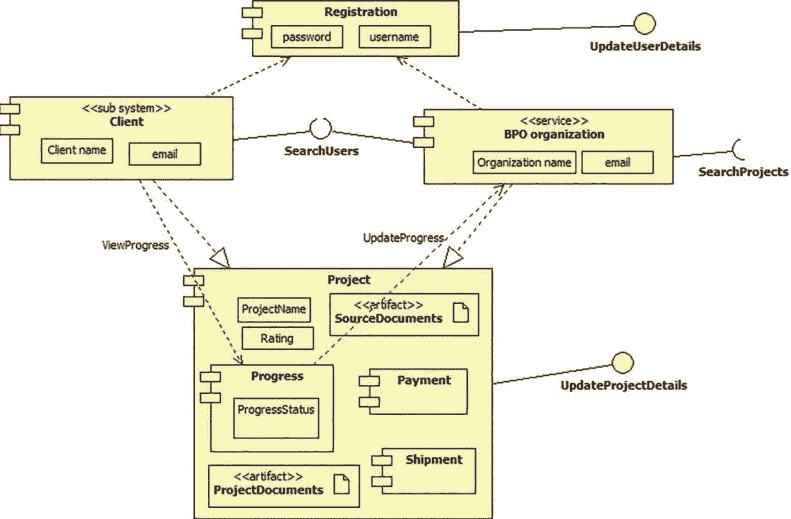 Registration
password
username
UpdateUserDetails
<<sub system>>
Client
Client name
email
SearchUsers
<<service>>
BPO organization
Organization name
email
SearchProjects
ViewProgress
UpdateProgress
Project
ProjectName
Rating
<<artifact>>
SourceDocuments
Progress
ProgressStatus
Payment
UpdateProjectDetails
Shipment
<<artifact>>
ProjectDocuments